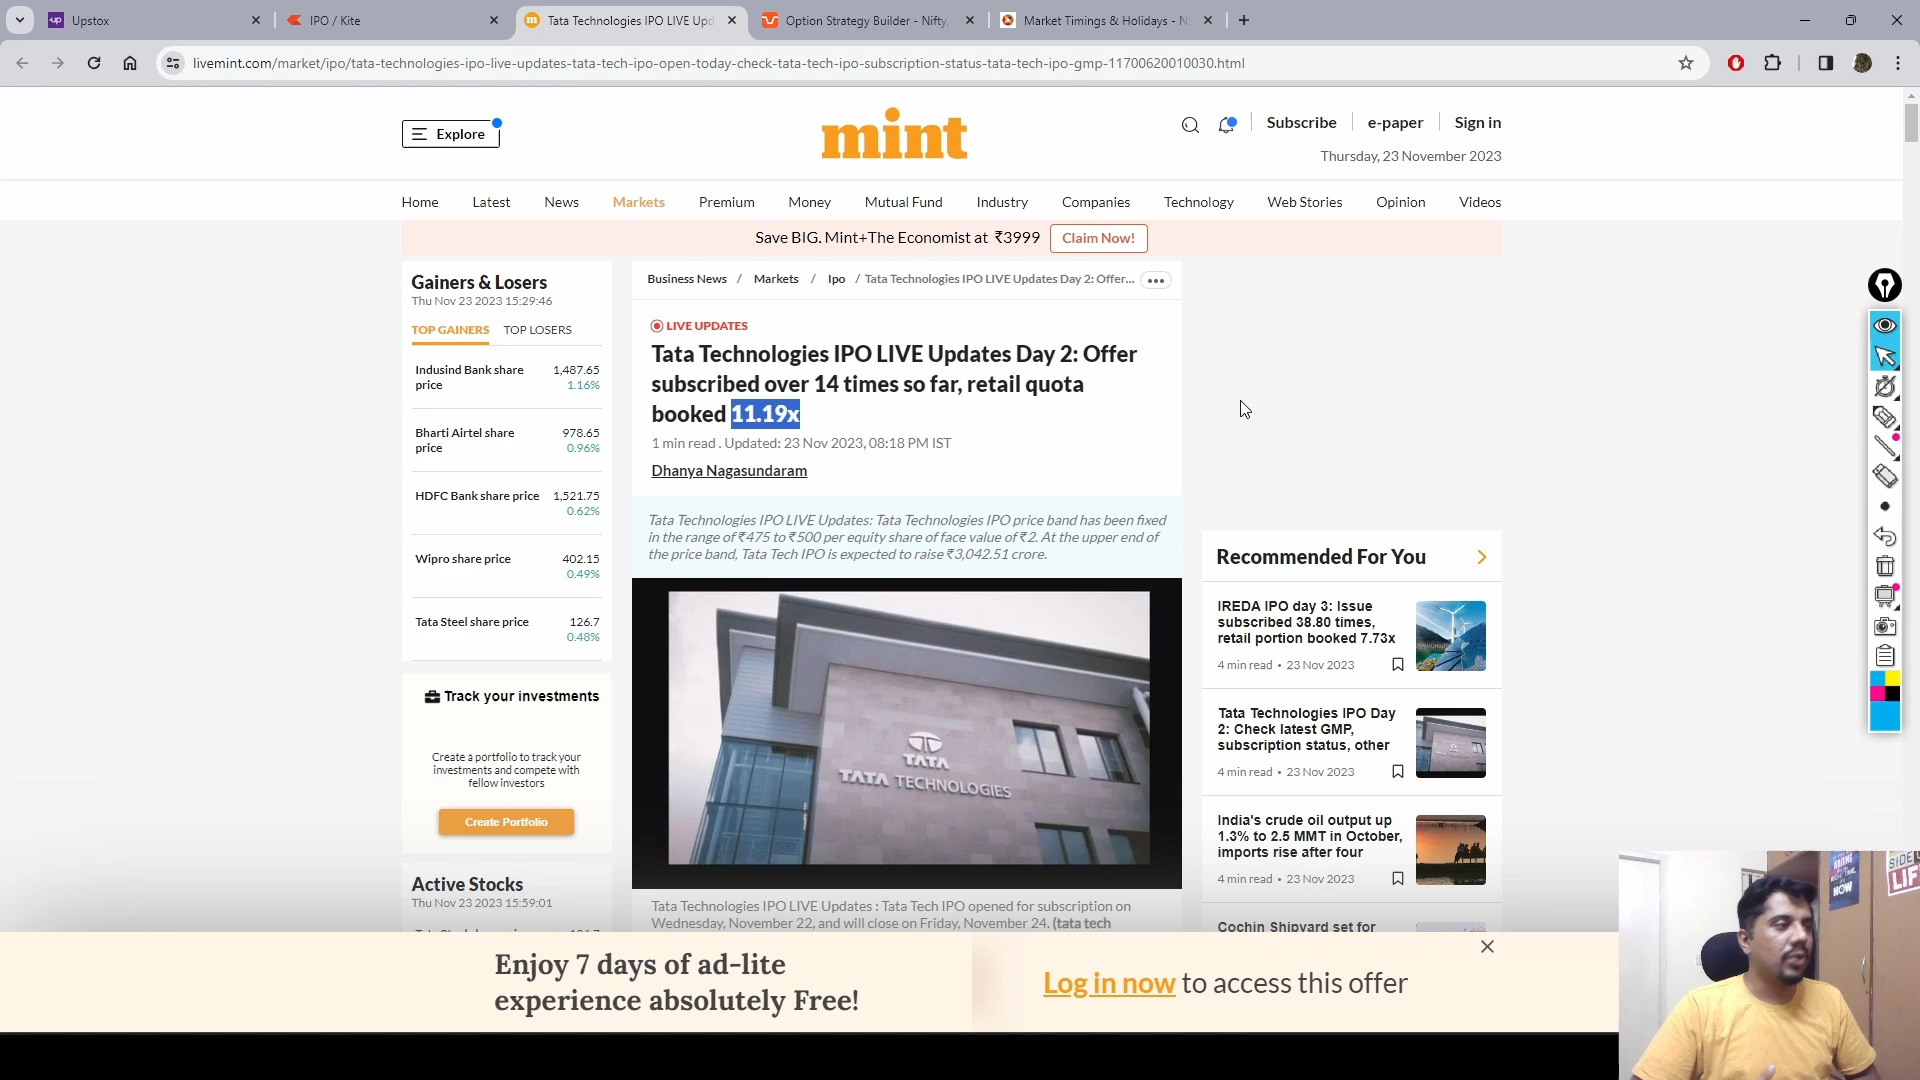 Upstox
IPO / Kite
Tata Technologies IPO LIVE Upd
Option Strategy Builder - Nifty,
Market Timings & Holidays - N
livemint.com/market/ipo/tata-technologies-ipo-live-updates-tata-tech-ipo-open-today-check-tata-tech-ipo-subscription-status-tata-tech-ipo-gmp-11700620010030.html
Explore
mint
Subscribe
e-paper
Sign in
Thursday, 23 November 2023
Home
Latest
News
Markets
Premium
Money
Mutual Fund
Industry
Companies
Technology
Web Stories
Opinion
Videos
Save BIG. Mint+The Economist at ₹3999
Claim Now!
Gainers & Losers
Thu Nov 23 2023 15:29:46
TOP GAINERS
TOP LOSERS
Indusind Bank share 1,487.65
price 1.16%
Bharti Airtel share 978.65
price 0.96%
HDFC Bank share price 1,521.75
0.62%
Wipro share price 402.15
0.49%
Tata Steel share price 126.7
0.48%
Track your investments
Create a portfolio to track your
investments and compete with
fellow investors
Create Portfolio
Active Stocks
Thu Nov 23 2023 15:59:01
Business News / Markets / Ipo / Tata Technologies IPO LIVE Updates Day 2: Offer...
LIVE UPDATES
Tata Technologies IPO LIVE Updates Day 2: Offer
subscribed over 14 times so far, retail quota
booked 11.19x
1 min read . Updated: 23 Nov 2023, 08:18 PM IST
Dhanya Nagasundaram
Tata Technologies IPO LIVE Updates: Tata Technologies IPO price band has been fixed
in the range of ₹475 to ₹500 per equity share of face value of ₹2. At the upper end of
the price band, Tata Tech IPO is expected to raise ₹3,042.51 crore.
TATA
TATA TECHNOLOGIES
Tata Technologies IPO LIVE Updates : Tata Tech IPO opened for subscription on
Wednesday, November 22, and will close on Friday, November 24. (tata tech
Recommended For You
IREDA IPO day 3: Issue
subscribed 38.80 times,
retail portion booked 7.73x
4 min read • 23 Nov 2023
Tata Technologies IPO Day
2: Check latest GMP,
subscription status, other
4 min read • 23 Nov 2023
India's crude oil output up
1.3% to 2.5 MMT in October,
imports rise after four
4 min read • 23 Nov 2023
Cochin Shipyard set for
Enjoy 7 days of ad-lite
experience absolutely Free!
Log in now to access this offer
NOW
SIDE
LIF